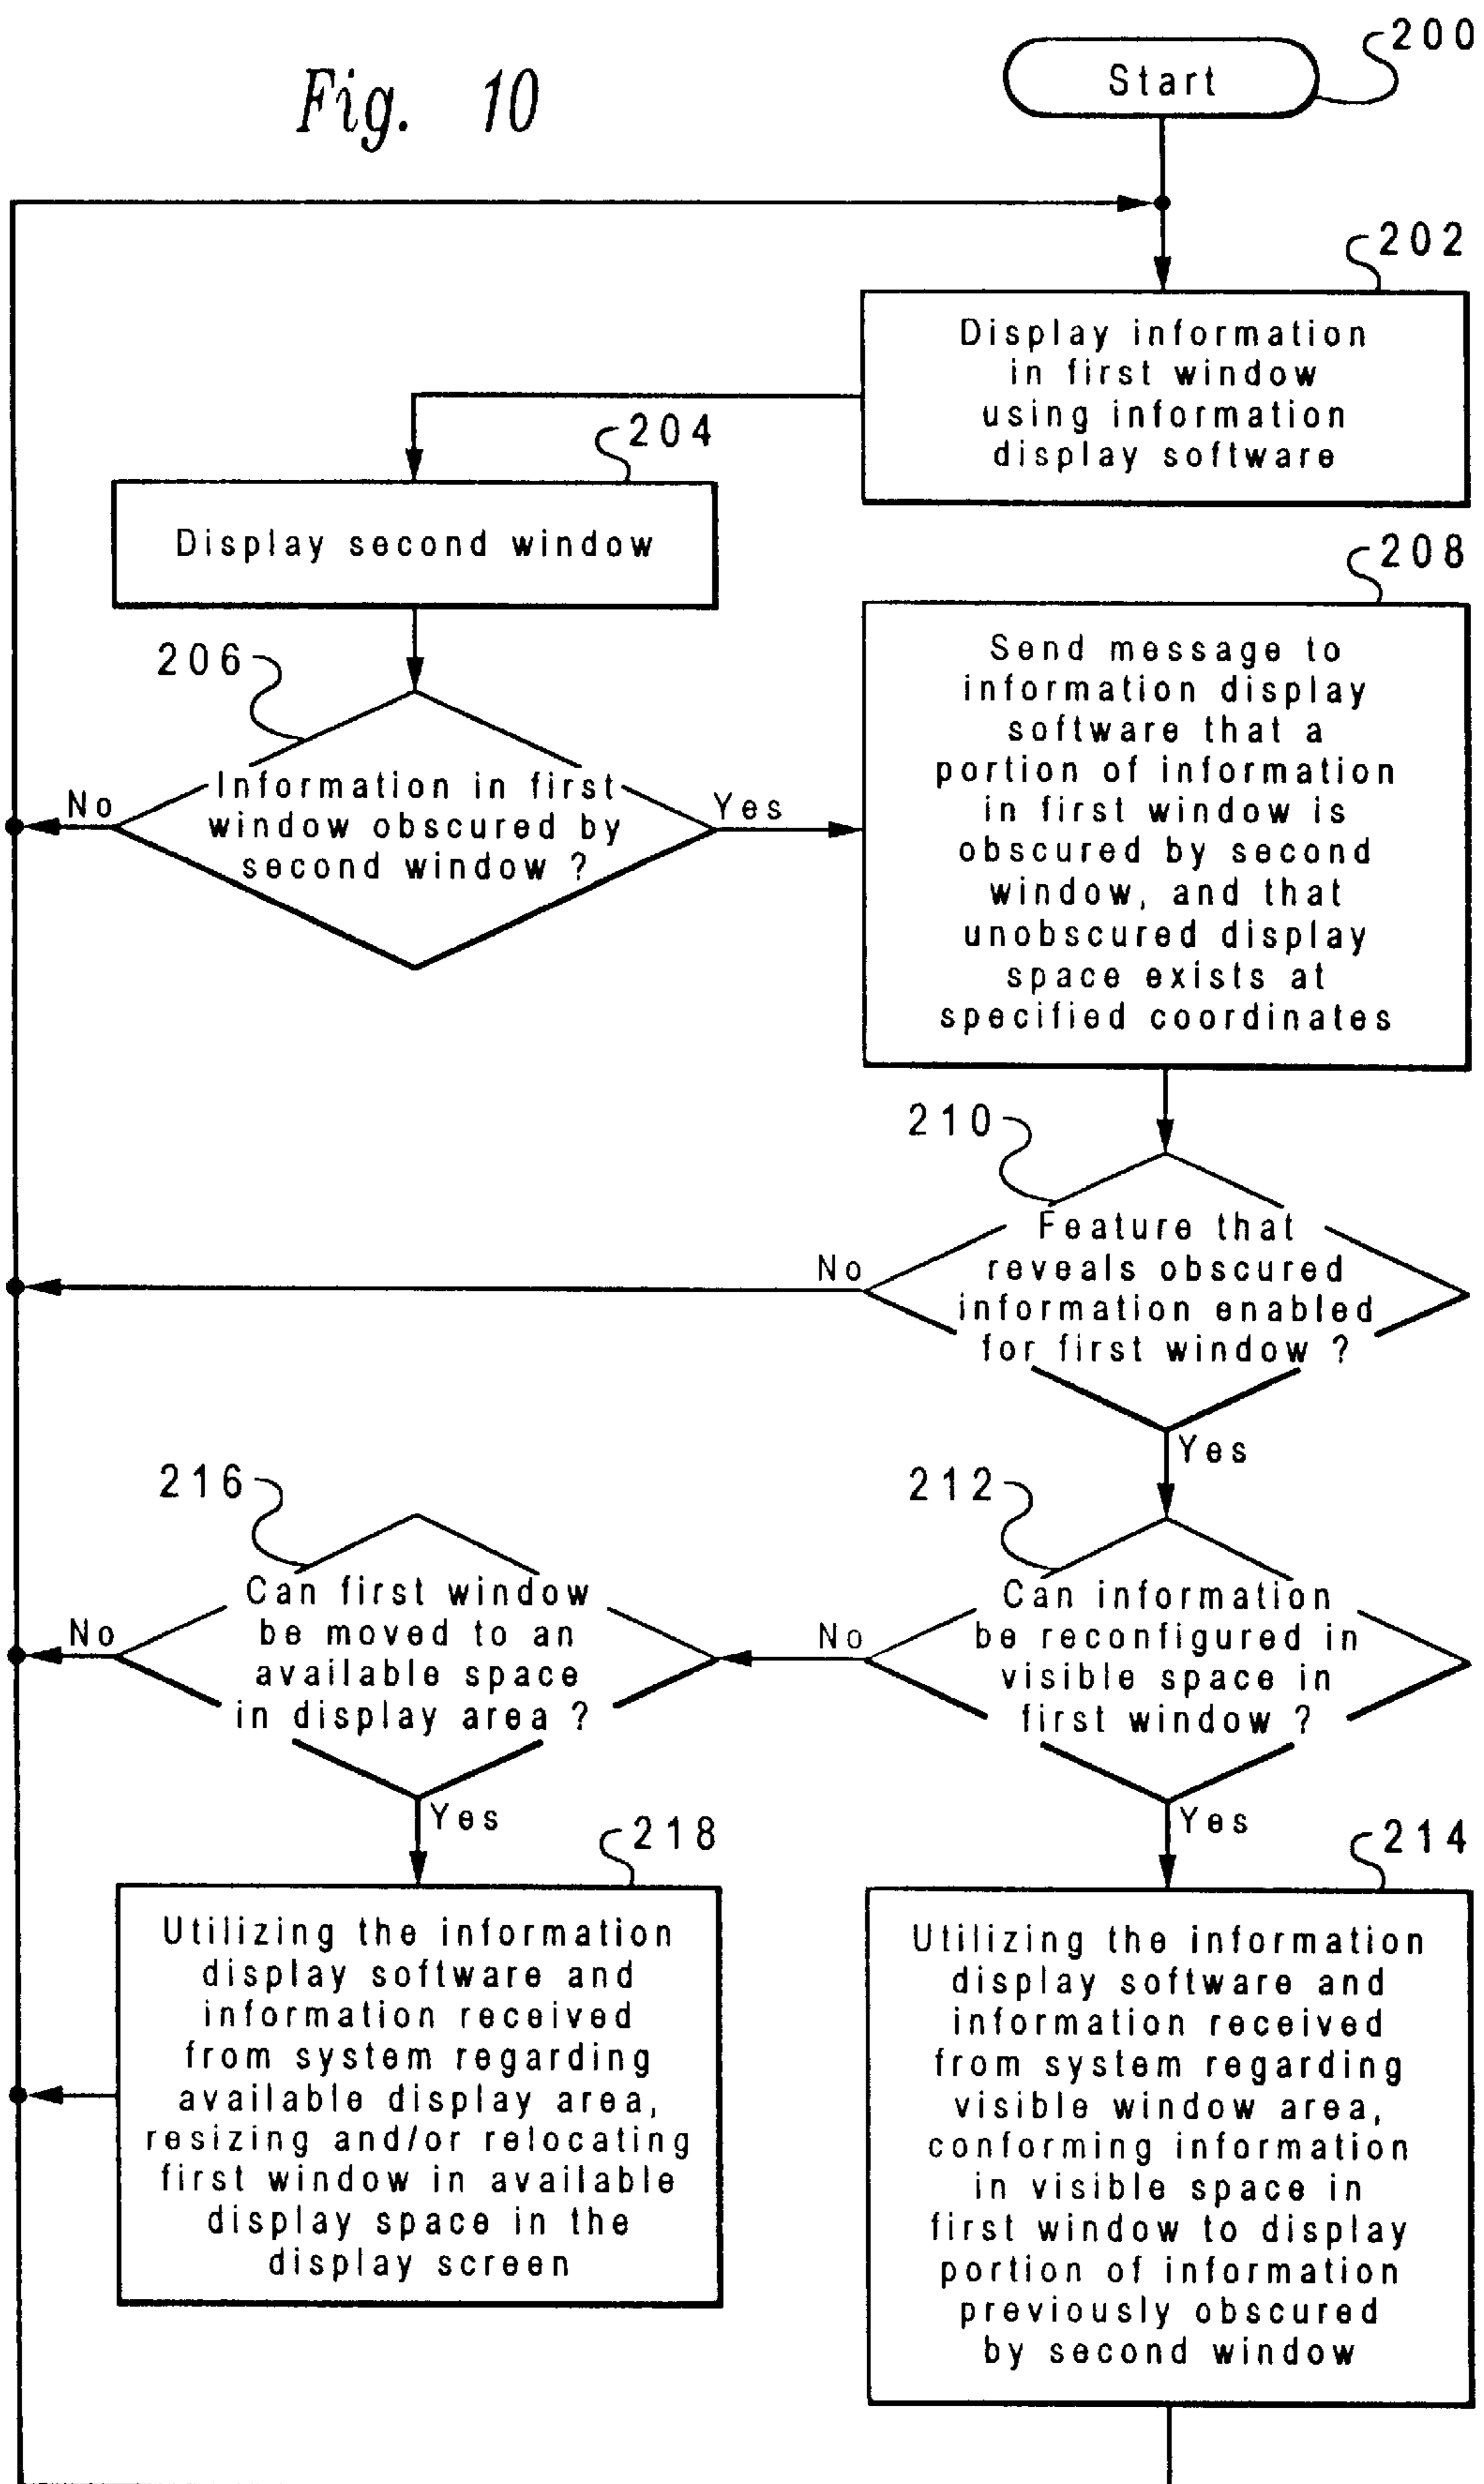 Fig. 10
Start
200
202
Display information
in first window
using information
display software
204
Display second window
206
Information in first
window obscured by
second window ?
No
Yes
208
Send message to
information display
software that a
portion of information
in first window is
obscured by second
window, and that
unobscured display
space exists at
specified coordinates
210
Feature that
reveals obscured
information enabled
for first window ?
No
Yes
212
Can information
be reconfigured in
visible space in
first window ?
No
Yes
216
Can first window
be moved to an
available space
in display area ?
No
Yes
218
Utilizing the information
display software and
information received
from system regarding
available display area,
resizing and/or relocating
first window in available
display space in the
display screen
214
Utilizing the information
display software and
information received
from system regarding
visible window area,
conforming information
in visible space in
first window to display
portion of information
previously obscured
by second window